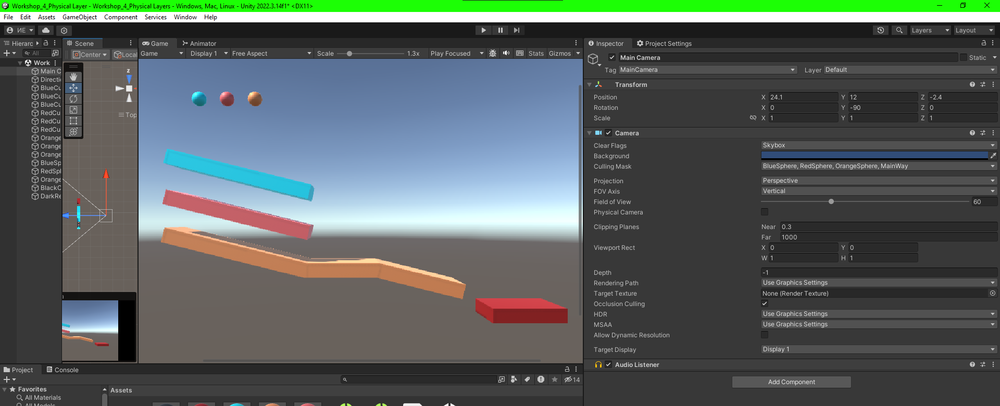 Workshop_4_Physical Layer - Workshop_4_Physical Layers - Windows, Mac, Linux - Unity 2022.3.14f1* <DX11>
File Edit Assets GameObject Component Services Window Help
ИЕ Layers Layout
Hierarc Scene Game Animator Inspector Project Settings
All Center Local Game Display 1 Free Aspect Scale 1.3x Play Focused Stats Gizmos Main Camera Static
Work
Tag MainCamera Layer Default
Main C
Directi
BlueCu
BlueCu
BlueCu
RedCu
RedCu
RedCu
Orange
Orange
Orange
BlueSp
RedSpl
Orange
BlackC
DarkRe
z
Top
Transform
Position X 24.1 Y 12 Z -2.4
Rotation X 0 Y -90 Z 0
Scale X 1 Y 1 Z 1
Camera
Clear Flags Skybox
Background
Culling Mask BlueSphere, RedSphere, OrangeSphere, MainWay
Projection Perspective
FOV Axis Vertical
Field of View 60
Physical Camera
Clipping Planes Near 0.3
Far 1000
Viewport Rect X 0 Y 0
W 1 H 1
Depth -1
Rendering Path Use Graphics Settings
Target Texture None (Render Texture)
Occlusion Culling
HDR Use Graphics Settings
MSAA Use Graphics Settings
Allow Dynamic Resolution
Target Display Display 1
Audio Listener
Add Component
Project Console
14
Favorites Assets
All Materials
All Models